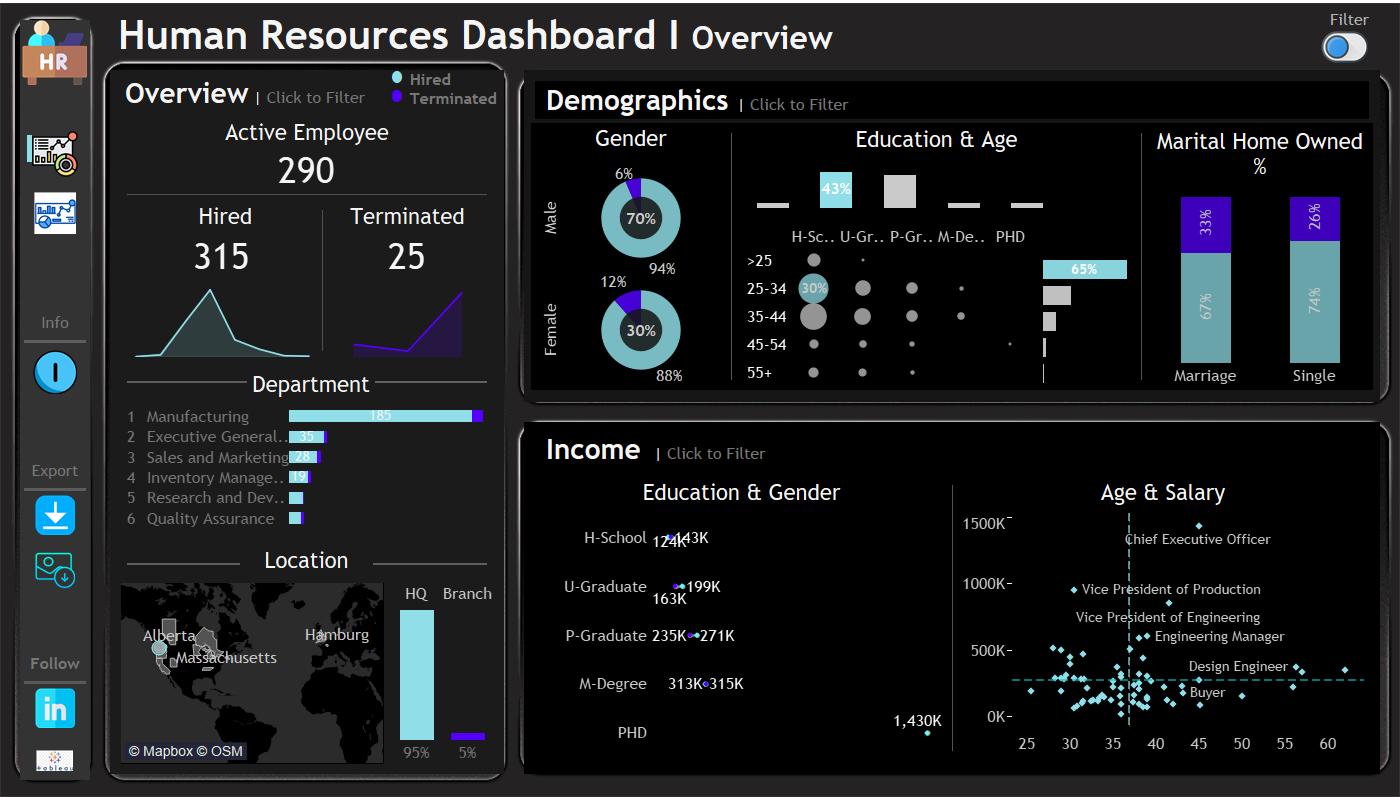 Human Resources Dashboard I Overview
Filter
HR
Info
Export
Follow
in
Overview | Click to Filter
Hired
Terminated
Active Employee
290
Hired
315
Terminated
25
Department
1 Manufacturing 185
2 Executive General.. 35
3 Sales and Marketing 28
4 Inventory Manage.. 19
5 Research and Dev..
6 Quality Assurance
Location
Alberta
Hamburg
Massachusetts
© Mapbox © OSM
HQ Branch
95% 5%
Demographics | Click to Filter
Gender
Male
6%
70%
94%
Female
12%
30%
88%
Education & Age
43%
H-Sc.. U-Gr.. P-Gr.. M-De.. PHD
>25
65%
25-34 30%
35-44
45-54
55+
Marital Home Owned
%
33% 26%
67% 74%
Marriage Single
Income | Click to Filter
Education & Gender
H-School 124K 143K
U-Graduate 163K 199K
P-Graduate 235K 271K
M-Degree 313K 315K
PHD 1,430K
Age & Salary
1500K
Chief Executive Officer
1000K
Vice President of Production
Vice President of Engineering
Engineering Manager
500K
Design Engineer
Buyer
0K
25 30 35 40 45 50 55 60